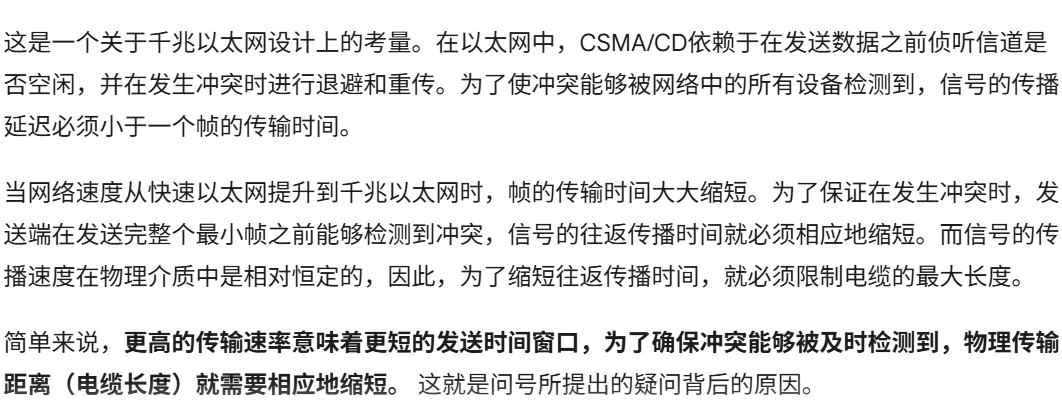 这是一个关于千兆以太网设计上的考量。在以太网中，CSMA/CD依赖于在发送数据之前侦听信道是
否空闲，并在发生冲突时进行退避和重传。为了使冲突能够被网络中的所有设备检测到，信号的传播
延迟必须小于一个帧的传输时间。
当网络速度从快速以太网提升到千兆以太网时，帧的传输时间大大缩短。为了保证在发生冲突时，发
送端在发送完整个最小帧之前能够检测到冲突，信号的往返传播时间就必须相应地缩短。而信号的传
播速度在物理介质中是相对恒定的，因此，为了缩短往返传播时间，就必须限制电缆的最大长度。
简单来说，更高的传输速率意味着更短的发送时间窗口，为了确保冲突能够被及时检测到，物理传输
距离（电缆长度）就需要相应地缩短。 这就是问号所提出的疑问背后的原因。